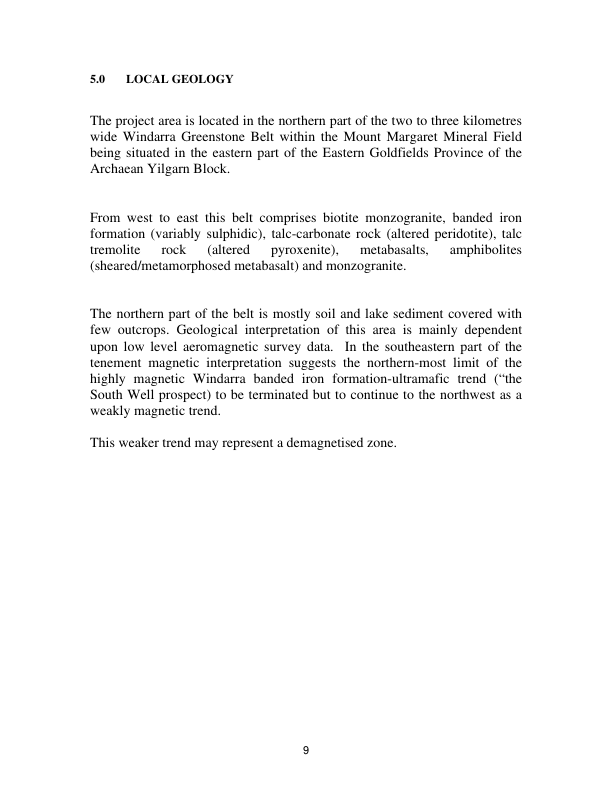 5.0 LOCAL GEOLOGY
The project area is located in the northern part of the two to three kilometres
wide Windarra Greenstone Belt within the Mount Margaret Mineral Field
being situated in the eastern part of the Eastern Goldfields Province of the
Archaean Yilgarn Block.
From west to east this belt comprises biotite monzogranite, banded iron
formation (variably sulphidic), talc-carbonate rock (altered peridotite), talc
tremolite rock (altered pyroxenite), metabasalts, amphibolites
(sheared/metamorphosed metabasalt) and monzogranite.
The northern part of the belt is mostly soil and lake sediment covered with
few outcrops. Geological interpretation of this area is mainly dependent
upon low level aeromagnetic survey data. In the southeastern part of the
tenement magnetic interpretation suggests the northern-most limit of the
highly magnetic Windarra banded iron formation-ultramafic trend (“the
South Well prospect) to be terminated but to continue to the northwest as a
weakly magnetic trend.
This weaker trend may represent a demagnetised zone.
9